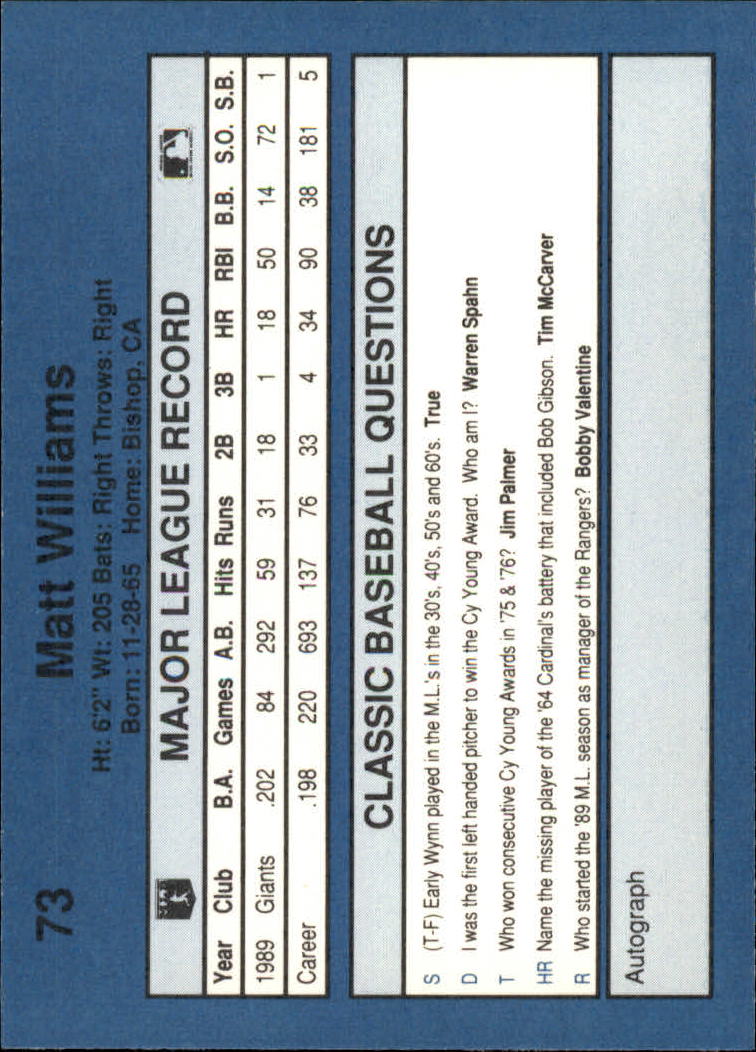 73 Matt Williams
Ht: 6'2" Wt: 205 Bats: Right Throws: Right
Born: 11-28-65 Home: Bishop, CA
MAJOR LEAGUE RECORD
Year Club B.A. Games A.B. Hits Runs 2B 3B HR RBI B.B. S.O. S.B.
1989 Giants .202 84 292 59 31 18 1 18 50 14 72 1
Career .198 220 693 137 76 33 4 34 90 38 181 5
CLASSIC BASEBALL QUESTIONS
S (T-F) Early Wynn played in the M.L.'s in the 30's, 40's, 50's and 60's. True
D I was the first left handed pitcher to win the Cy Young Award. Who am I? Warren Spahn
T Who won consecutive Cy Young Awards in '75 & '76? Jim Palmer
HR Name the missing player of the '64 Cardinal's battery that included Bob Gibson. Tim McCarver
R Who started the '89 M.L. season as manager of the Rangers? Bobby Valentine
Autograph